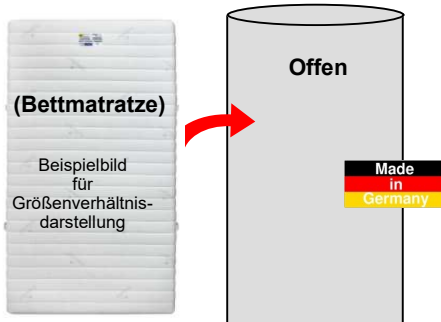 (Bettmatratze)
Beispielbild
für
Größenverhältnis-
darstellung
Offen
Made
in
Germany